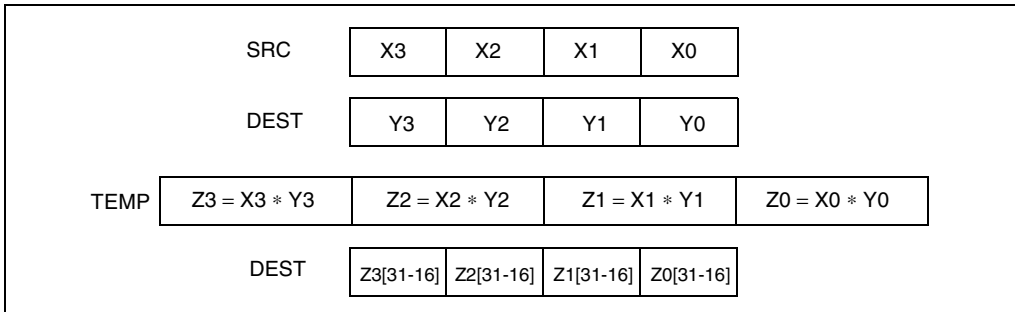 SRC X3 X2 X1 X0
DEST Y3 Y2 Y1 Y0
TEMP Z3 = X3 ∗ Y3 Z2 = X2 ∗ Y2 Z1 = X1 ∗ Y1 Z0 = X0 ∗ Y0
DEST Z3[31-16] Z2[31-16] Z1[31-16] Z0[31-16]